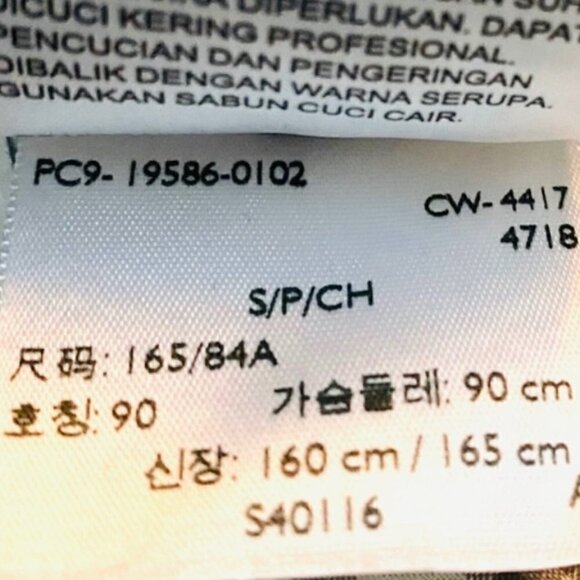 DIPERLUKAN. DAPAT
DICUCI KERING PROFESIONAL.
PENCUCIAN DAN PENGERINGAN
DIBALIK DENGAN WARNA SERUPA.
GUNAKAN SABUN CUCI CAIR.
PC9- 19586-0102
CW-4417
4718
S/P/CH
尺码: 165/84A
호칭: 90 가슴둘레: 90 cm
신장: 160 cm / 165 cm
S40116